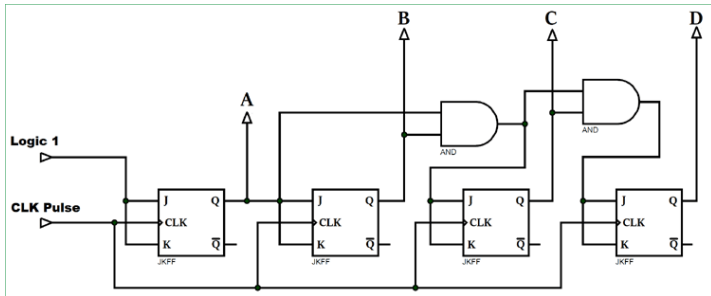 B
C
D
A
AND
AND
Logic 1
CLK Pulse
J Q
CLK
K Q̅
JKFF
J Q
CLK
K Q̅
JKFF
J Q
CLK
K Q̅
JKFF
J Q
CLK
K Q̅
JKFF